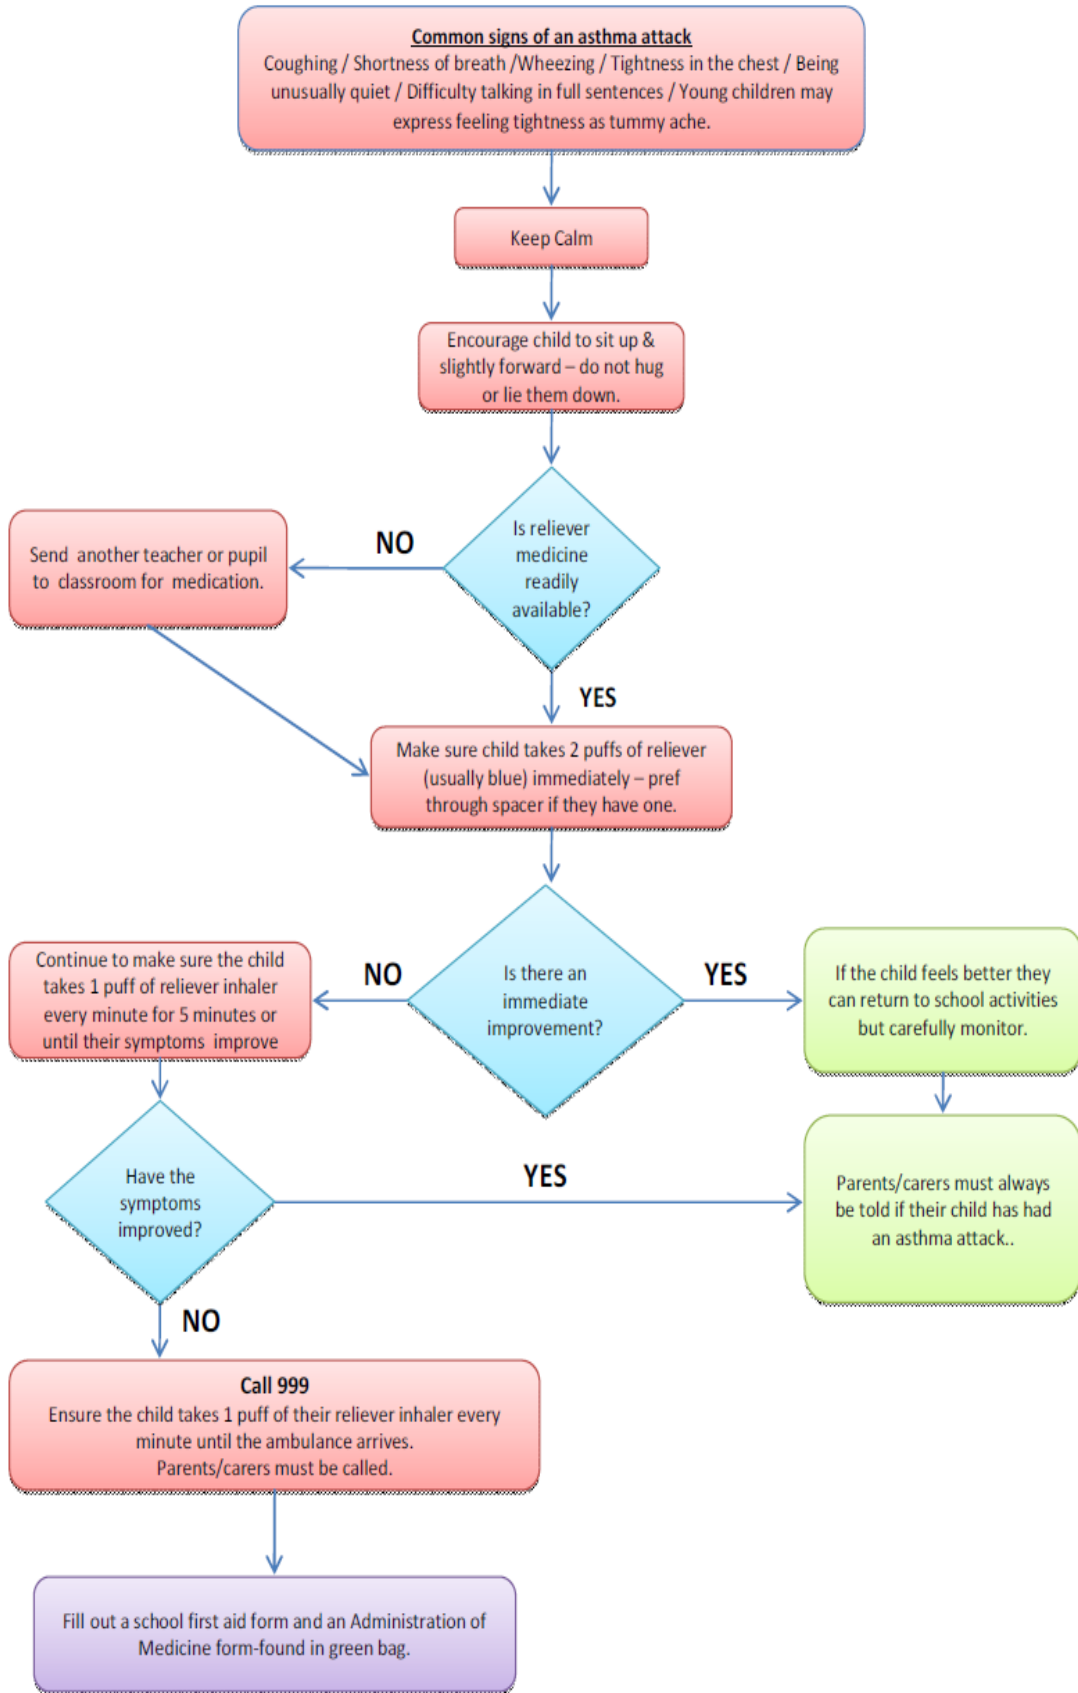 Common signs of an asthma attack
Coughing / Shortness of breath /Wheezing / Tightness in the chest / Being
unusually quiet / Difficulty talking in full sentences / Young children may
express feeling tightness as tummy ache.
Keep Calm
Encourage child to sit up &
slightly forward – do not hug
or lie them down.
Is reliever
medicine
readily
available?
NO
Send another teacher or pupil
to classroom for medication.
YES
Make sure child takes 2 puffs of reliever
(usually blue) immediately – pref
through spacer if they have one.
Is there an
immediate
improvement?
NO
YES
Continue to make sure the child
takes 1 puff of reliever inhaler
every minute for 5 minutes or
until their symptoms improve
If the child feels better they
can return to school activities
but carefully monitor.
Have the
symptoms
improved?
YES
Parents/carers must always
be told if their child has had
an asthma attack..
NO
Call 999
Ensure the child takes 1 puff of their reliever inhaler every
minute until the ambulance arrives.
Parents/carers must be called.
Fill out a school first aid form and an Administration of
Medicine form-found in green bag.